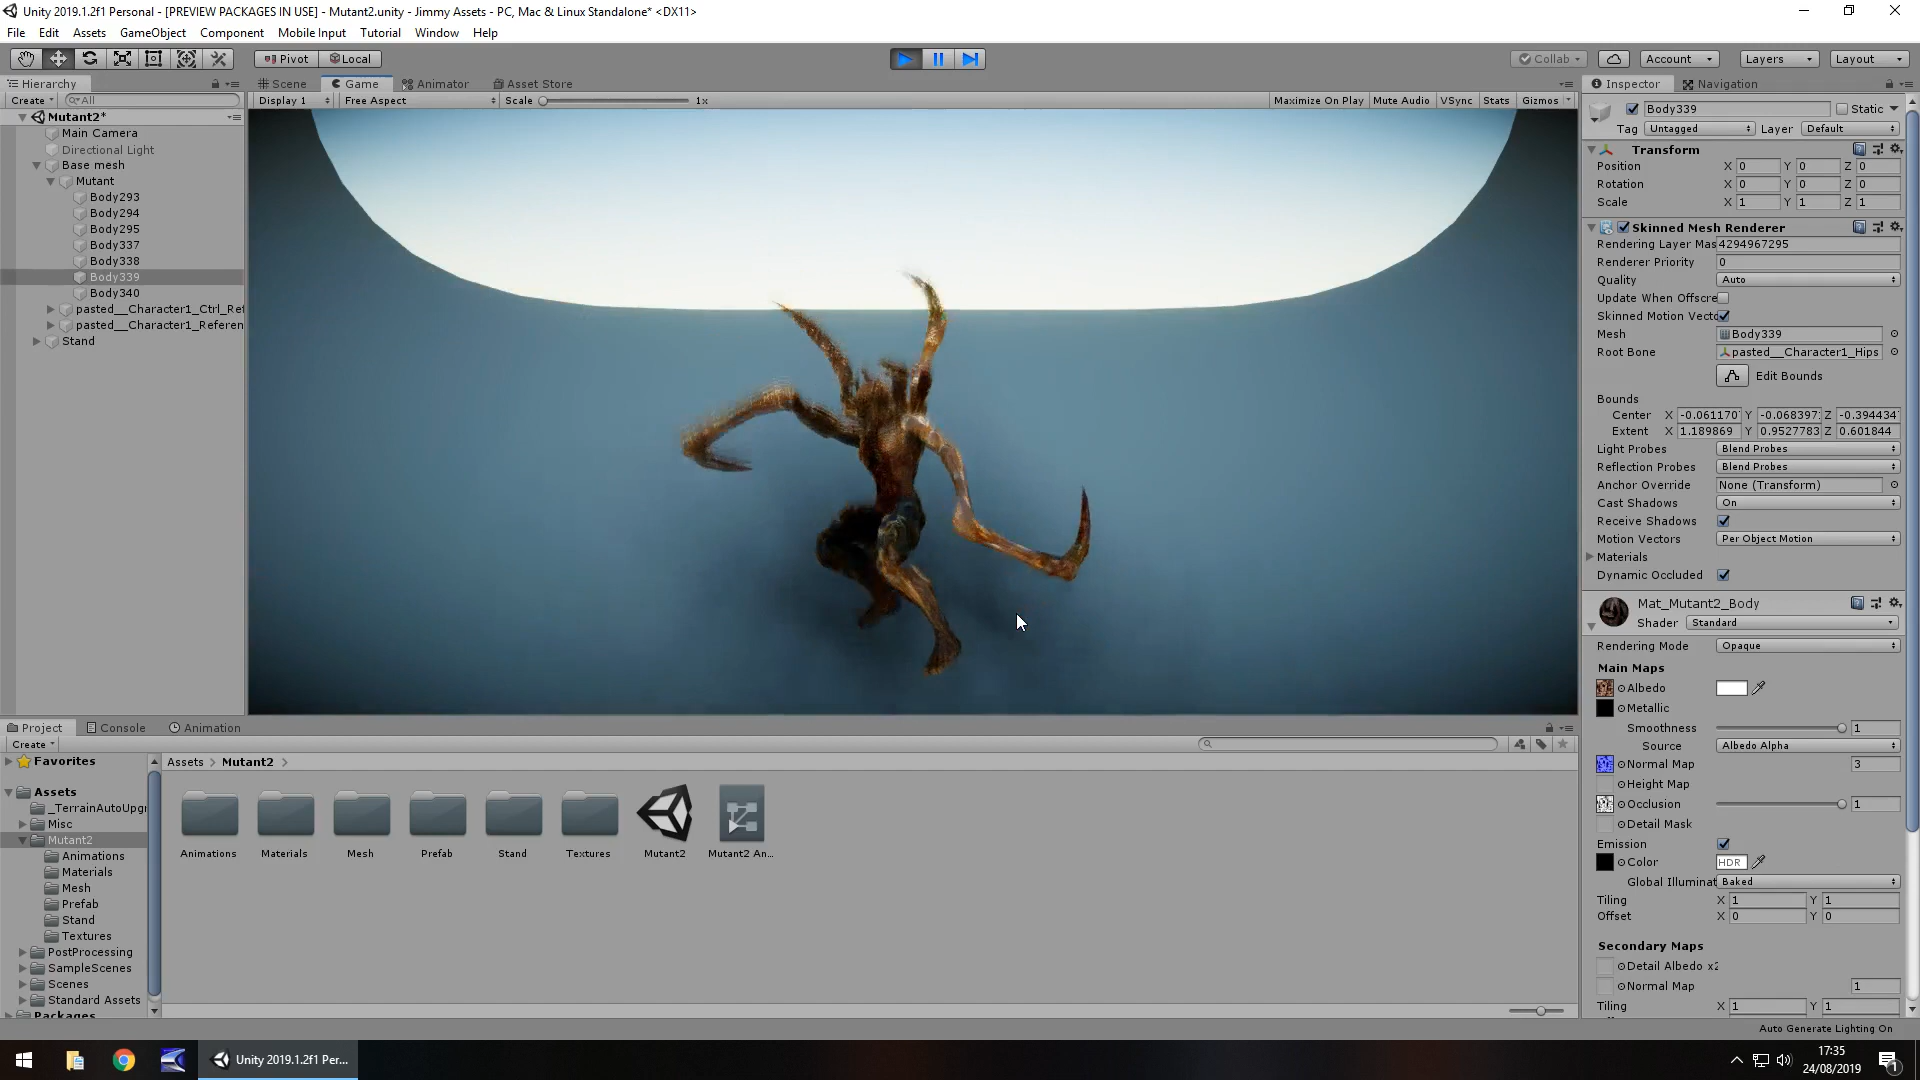 Unity 2019.1.2f1 Personal - [PREVIEW PACKAGES IN USE] - Mutant2.unity - Jimmy Assets - PC, Mac & Linux Standalone* <DX11>
File Edit Assets GameObject Component Mobile Input Tutorial Window Help
Pivot Local Collab Account Layers Layout
Hierarchy Scene Game Animator Asset Store Inspector Navigation
Create All Display 1 Free Aspect Scale 1x Maximize On Play Mute Audio VSync Stats Gizmos
Mutant2*
Main Camera
Directional Light
Base mesh
Mutant
Body293
Body294
Body295
Body337
Body338
Body339
Body340
pasted__Character1_Ctrl_Ref
pasted__Character1_Referen
Stand
Body339 Static
Tag Untagged Layer Default
Transform
Position X 0 Y 0 Z 0
Rotation X 0 Y 0 Z 0
Scale X 1 Y 1 Z 1
Skinned Mesh Renderer
Rendering Layer Mas 4294967295
Renderer Priority 0
Quality Auto
Update When Offscre
Skinned Motion Vecto
Mesh Body339
Root Bone pasted__Character1_Hips
Edit Bounds
Bounds
Center X -0.061170 Y -0.068397 Z -0.394434
Extent X 1.189869 Y 0.9527783 Z 0.601844
Light Probes Blend Probes
Reflection Probes Blend Probes
Anchor Override None (Transform)
Cast Shadows On
Receive Shadows
Motion Vectors Per Object Motion
Materials
Dynamic Occluded
Mat_Mutant2_Body
Shader Standard
Rendering Mode Opaque
Main Maps
Albedo
Metallic
Smoothness 1
Source Albedo Alpha
Normal Map 3
Height Map
Occlusion 1
Detail Mask
Emission
Color HDR
Global Illuminat Baked
Tiling X 1 Y 1
Offset X 0 Y 0
Secondary Maps
Detail Albedo x2
Normal Map 1
Tiling X 1 Y 1
Auto Generate Lighting On
Project Console Animation
Create
Favorites
Assets
_TerrainAutoUpgr
Misc
Mutant2
Animations
Materials
Mesh
Prefab
Stand
Textures
PostProcessing
SampleScenes
Scenes
Standard Assets
Packages
Assets > Mutant2 >
Animations Materials Mesh Prefab Stand Textures Mutant2 Mutant2 An...
Unity 2019.1.2f1 Per...
17:35
24/08/2019
1